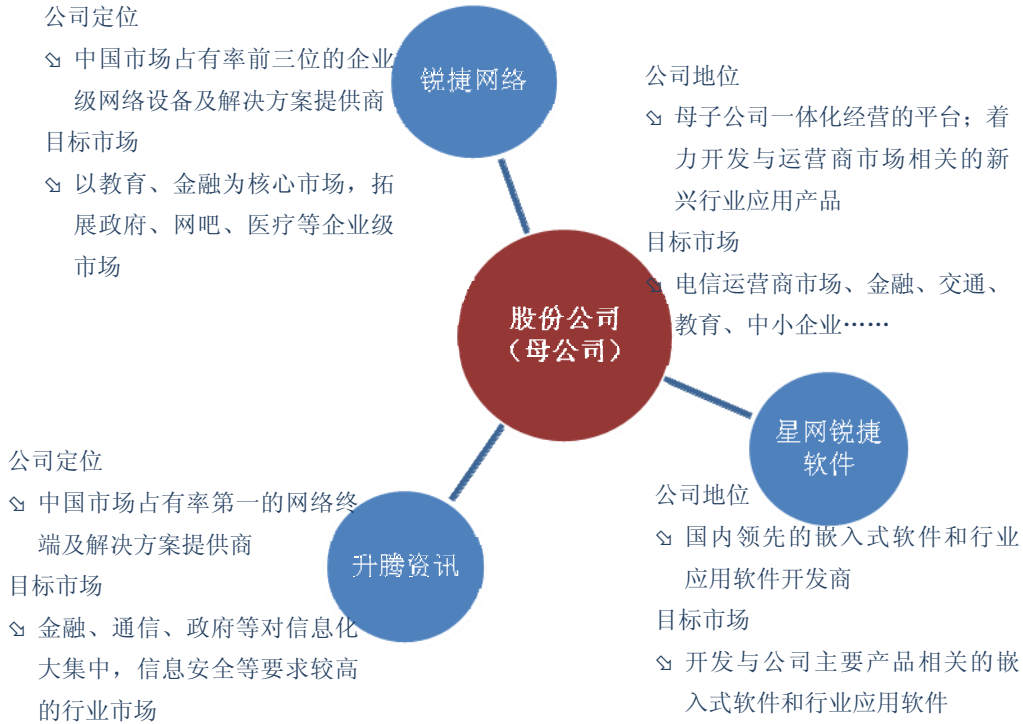 公司定位
中国市场占有率前三位的企业
级网络设备及解决方案提供商
目标市场
以教育、金融为核心市场，拓
展政府、网吧、医疗等企业级
市场
锐捷网络
公司地位
母子公司一体化经营的平台；着
力开发与运营商市场相关的新
兴行业应用产品
目标市场
电信运营商市场、金融、交通、
教育、中小企业……
股份公司
（母公司）
星网锐捷
软件
公司定位
中国市场占有率第一的网络终
端及解决方案提供商
目标市场
金融、通信、政府等对信息化
大集中，信息安全等要求较高
的行业市场
升腾资讯
公司地位
国内领先的嵌入式软件和行业
应用软件开发商
目标市场
开发与公司主要产品相关的嵌
入式软件和行业应用软件